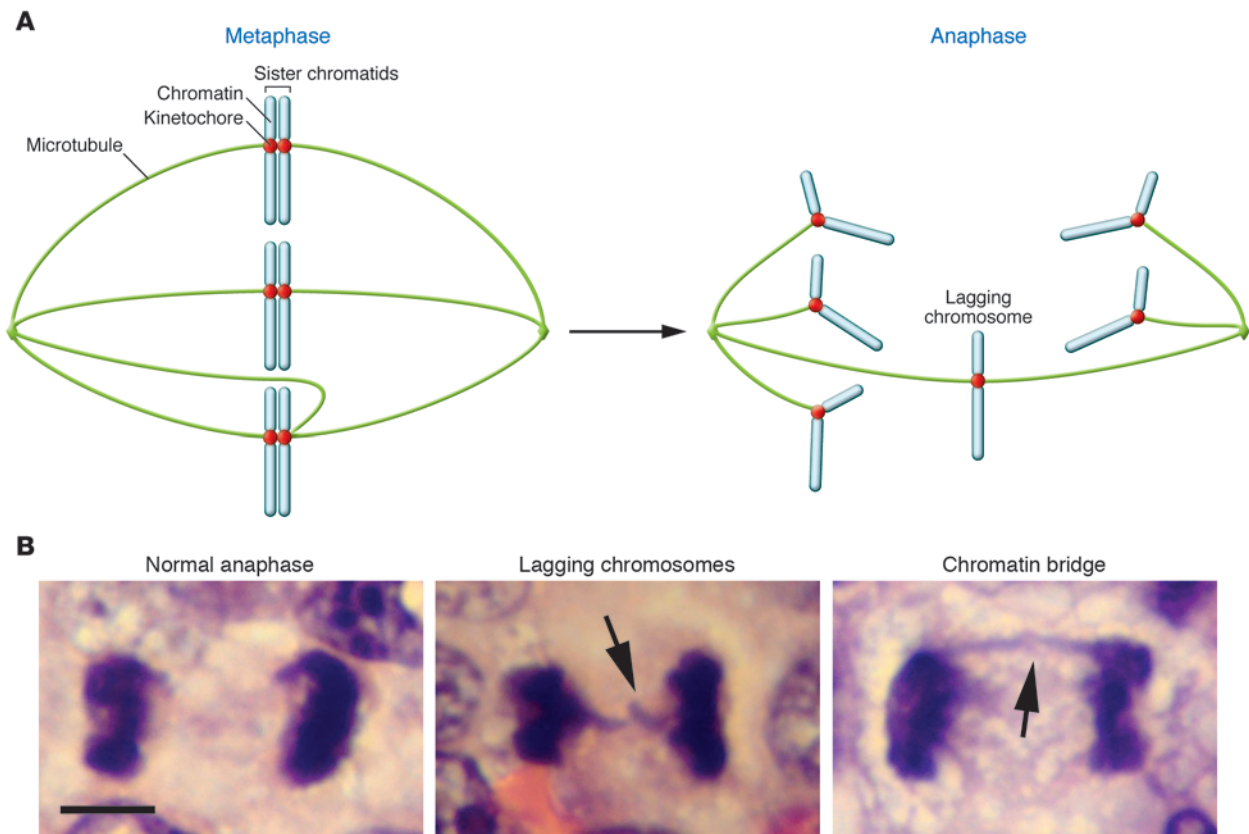 A
Metaphase
Anaphase
Sister chromatids
Chromatin
Kinetochore
Microtubule
Lagging
chromosome
B
Normal anaphase
Lagging chromosomes
Chromatin bridge